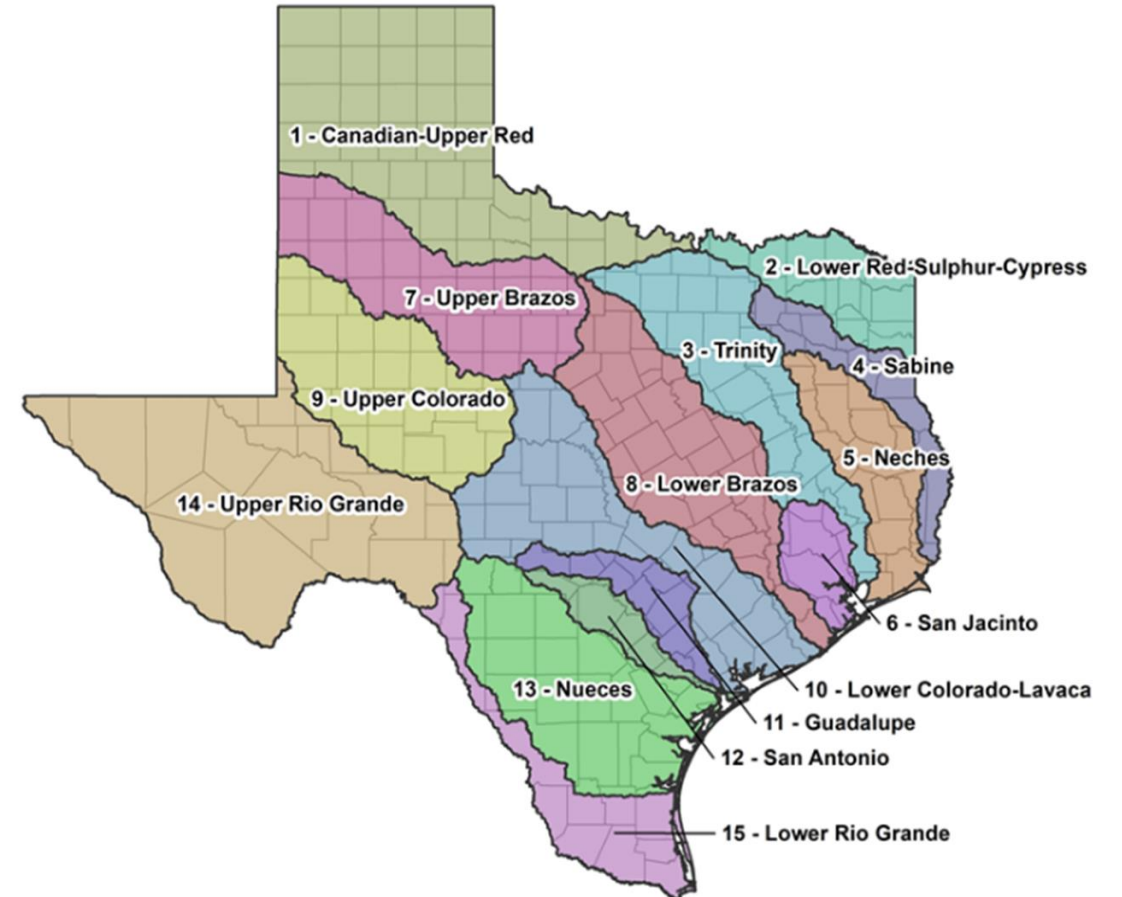 1 - Canadian-Upper Red
2 - Lower Red-Sulphur-Cypress
7 - Upper Brazos
3 - Trinity
4 - Sabine
9 - Upper Colorado
5 - Neches
8 - Lower Brazos
14 - Upper Rio Grande
6 - San Jacinto
13 - Nueces
10 - Lower Colorado-Lavaca
11 - Guadalupe
12 - San Antonio
15 - Lower Rio Grande